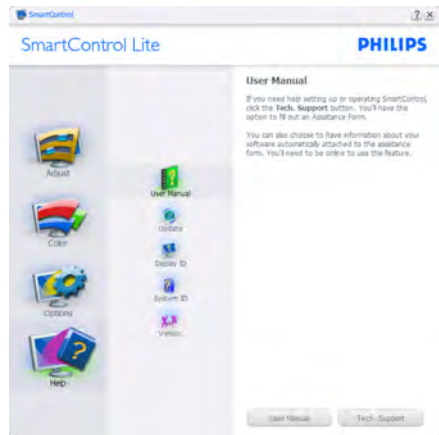 SmartControl
? ×
SmartControl Lite
PHILIPS
User Manual
If you need help setting up or operating SmartControl,
click the Tech. Support button. You'll have the
option to fill out an Assistance Form.
You can also choose to have information about your
software automatically attached to the assistance
form. You'll need to be online to use this feature.
Adjust
Color
Options
Help
User Manual
Update
Display ID
System ID
Version
User Manual
Tech. Support